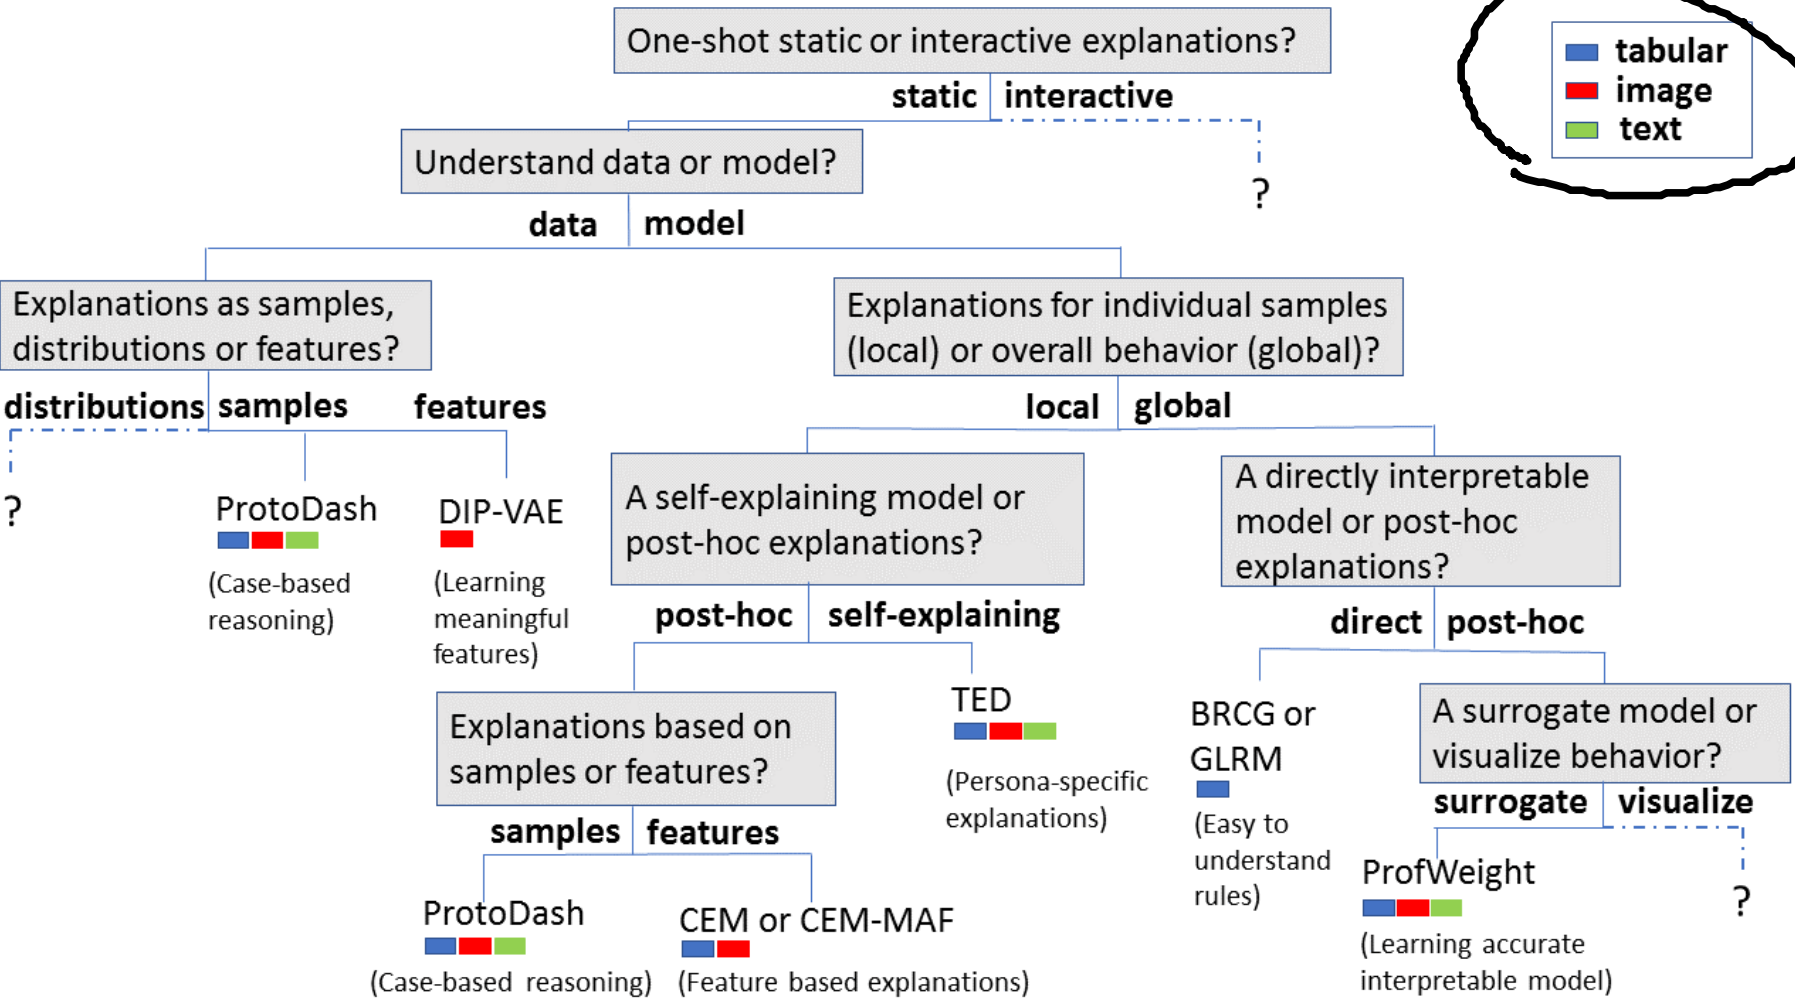 One-shot static or interactive explanations?
tabular
image
text
static interactive
Understand data or model?
?
data model
Explanations as samples,
distributions or features?
Explanations for individual samples
(local) or overall behavior (global)?
distributions samples features
local global
?
ProtoDash
(Case-based
reasoning)
DIP-VAE
(Learning
meaningful
features)
A self-explaining model or
post-hoc explanations?
A directly interpretable
model or post-hoc
explanations?
post-hoc self-explaining
direct post-hoc
Explanations based on
samples or features?
TED
(Persona-specific
explanations)
BRCG or
GLRM
(Easy to
understand
rules)
A surrogate model or
visualize behavior?
samples features
surrogate visualize
ProtoDash
(Case-based reasoning)
CEM or CEM-MAF
(Feature based explanations)
ProfWeight
(Learning accurate
interpretable model)
?